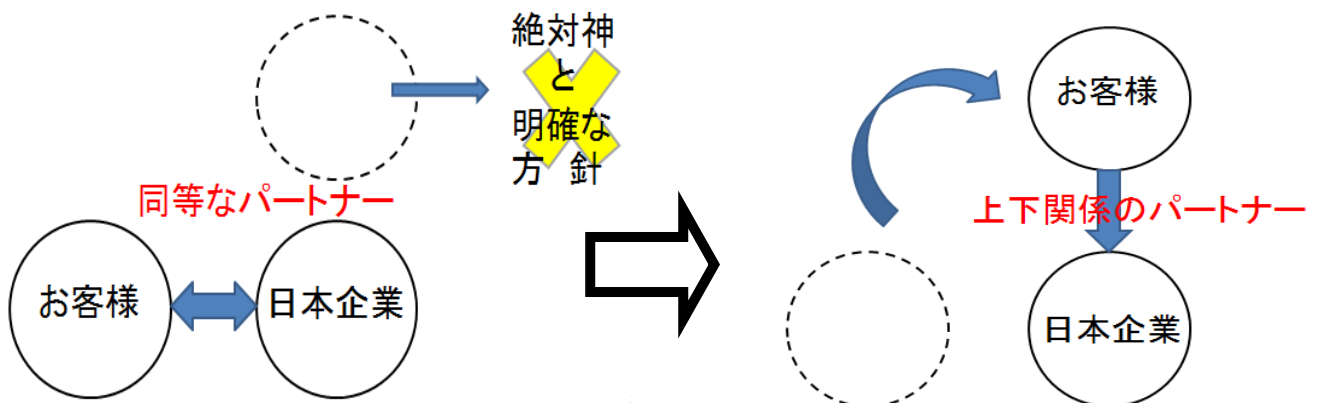 絶対神
と
明確な
方 針
同等なパートナー
お客様
日本企業
お客様
上下関係のパートナー
日本企業